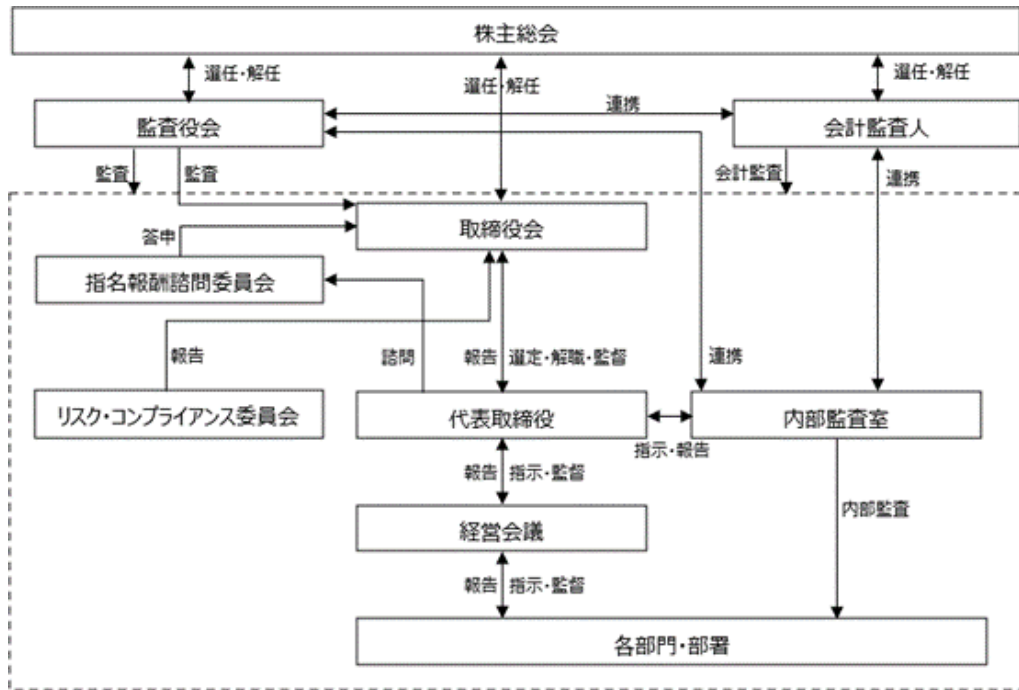 株主総会
選任・解任
選任・解任
選任・解任
連携
監査役会
会計監査人
監査
監査
会計監査
連携
取締役会
答申
指名報酬諮問委員会
報告
諮問
報告
選定・解職・監督
連携
リスク・コンプライアンス委員会
代表取締役
内部監査室
指示・報告
報告
指示・監督
内部監査
経営会議
報告
指示・監督
各部門・部署